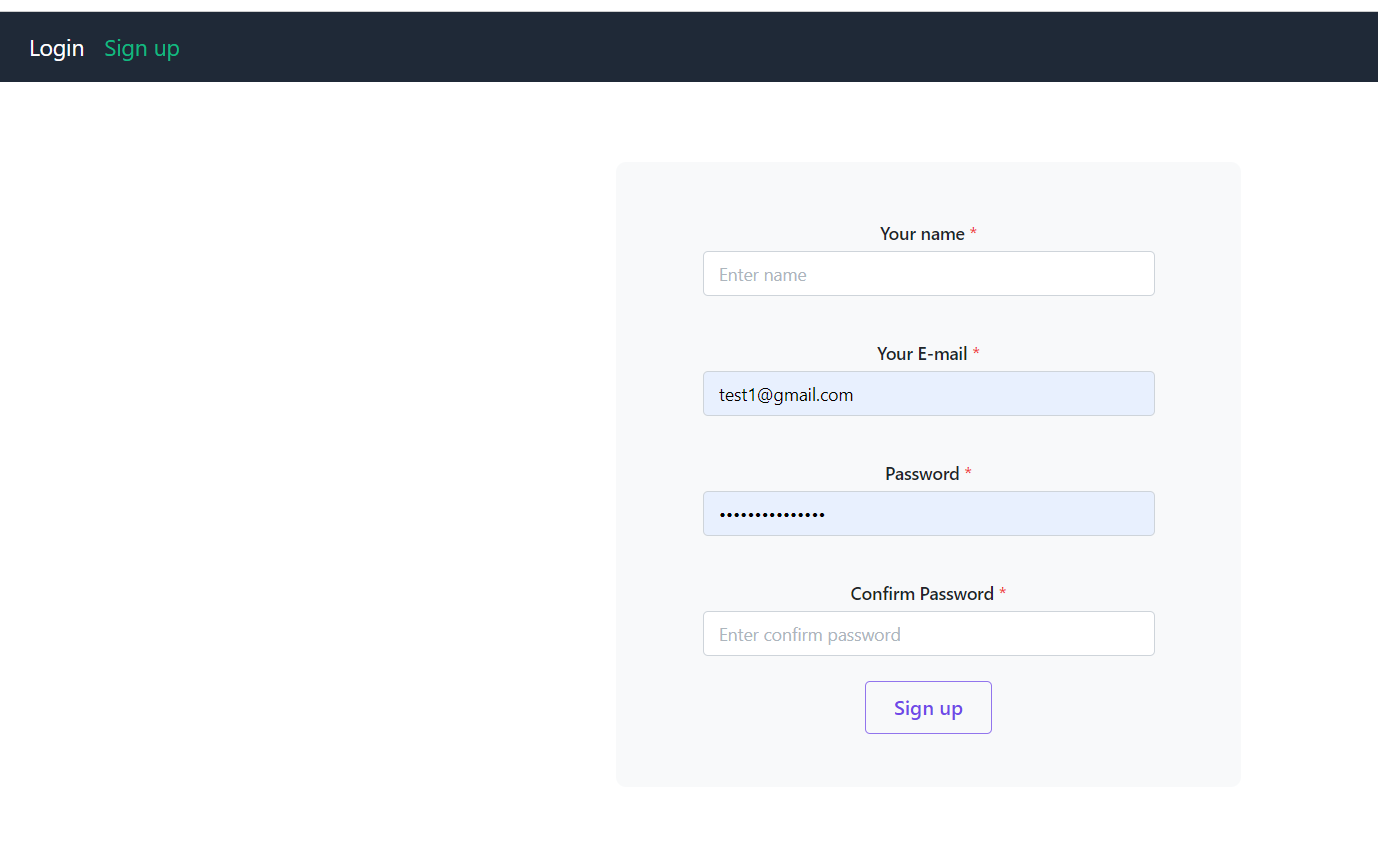 Login Sign up
Your name *
Enter name
Your E-mail *
test1@gmail.com
Password *
•••••••••••••••
Confirm Password *
Enter confirm password
Sign up